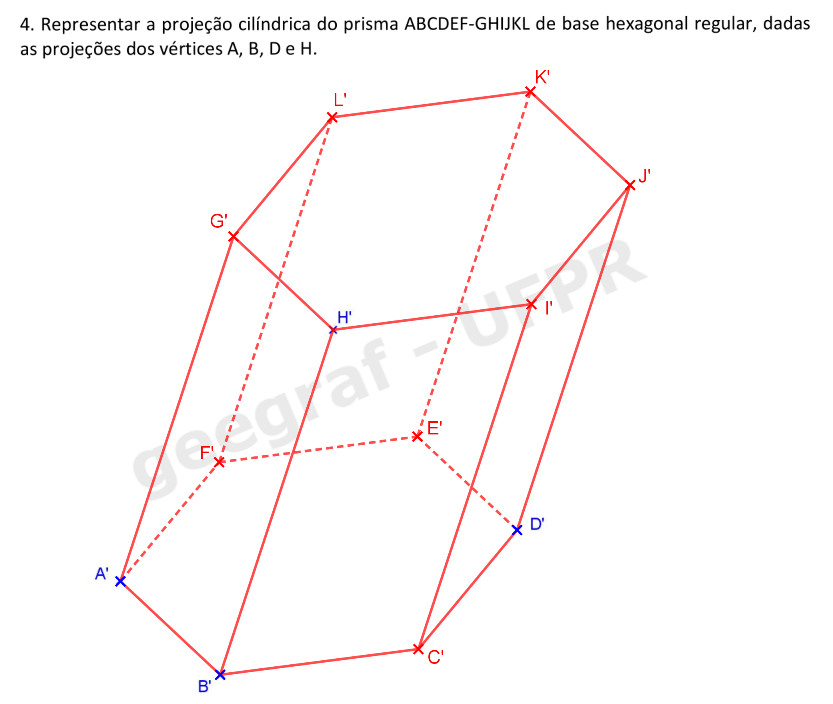 4. Representar a projeção cilíndrica do prisma ABCDEF-GHIJKL de base hexagonal regular, dadas
as projeções dos vértices A, B, D e H.
K'
L'
J'
G'
I'
H'
geegraf - UFPR
E'
F'
D'
A'
C'
B'